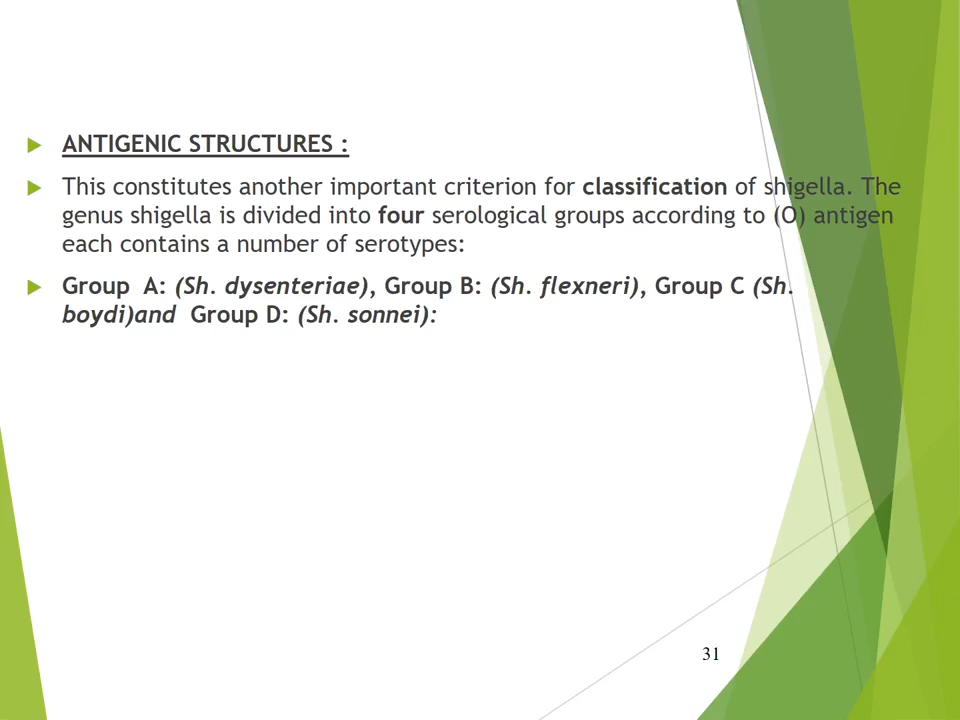 ANTIGENIC STRUCTURES :
This constitutes another important criterion for classification of shigella. The
genus shigella is divided into four serological groups according to (O) antigen
each contains a number of serotypes:
Group  A: (Sh. dysenteriae), Group B: (Sh. flexneri), Group C (Sh.
boydi)and  Group D: (Sh. sonnei):
31